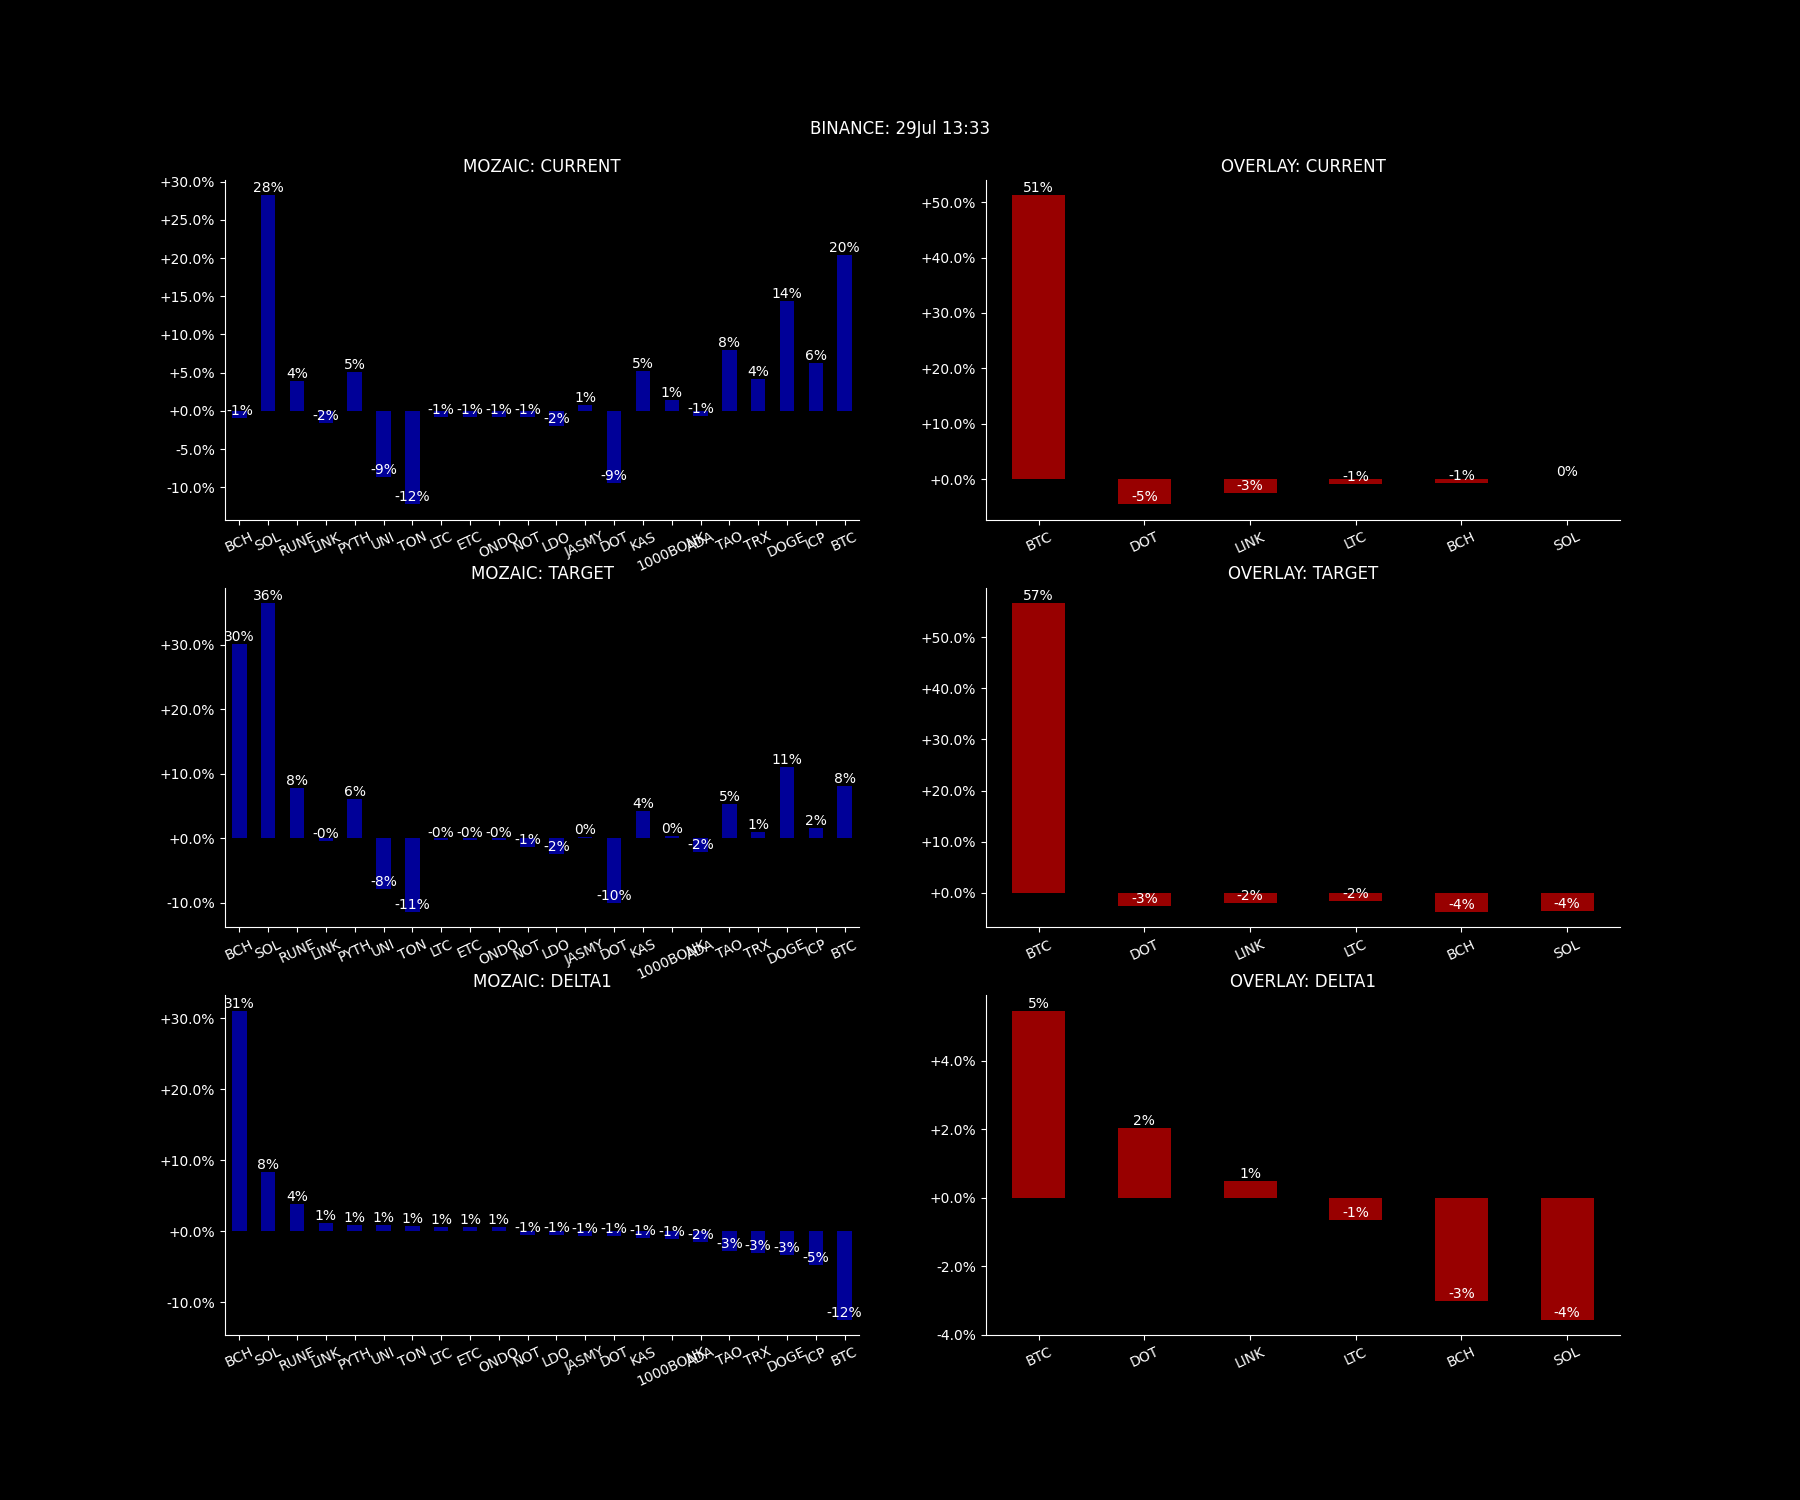 BINANCE: 29Jul 13:33
MOZAIC: CURRENT
+30.0%
+25.0%
+20.0%
+15.0%
+10.0%
+5.0%
+0.0%
-5.0%
-10.0%
-1% 28% 4% -2% 5% -9% -12% -1% -1% -1% -1% -2% 1% -9% 5% 1% -1% 8% 4% 14% 6% 20%
BCH SOL RUNE LINK PYTH UNI TON LTC ETC ONDO NOT LDO JASMY DOT KAS 1000BONK ADA TAO TRX DOGE ICP BTC
OVERLAY: CURRENT
+50.0%
+40.0%
+30.0%
+20.0%
+10.0%
+0.0%
51% -5% -3% -1% -1% 0%
BTC DOT LINK LTC BCH SOL
MOZAIC: TARGET
+30.0%
+20.0%
+10.0%
+0.0%
-10.0%
30% 36% 8% -0% 6% -8% -11% -0% -0% -0% -1% -2% 0% -10% 4% 0% -2% 5% 1% 11% 2% 8%
BCH SOL RUNE LINK PYTH UNI TON LTC ETC ONDO NOT LDO JASMY DOT KAS 1000BONK ADA TAO TRX DOGE ICP BTC
OVERLAY: TARGET
+50.0%
+40.0%
+30.0%
+20.0%
+10.0%
+0.0%
57% -3% -2% -2% -4% -4%
BTC DOT LINK LTC BCH SOL
MOZAIC: DELTA1
+30.0%
+20.0%
+10.0%
+0.0%
-10.0%
31% 8% 4% 1% 1% 1% 1% 1% 1% 1% -1% -1% -1% -1% -1% -1% -2% -3% -3% -3% -5% -12%
BCH SOL RUNE LINK PYTH UNI TON LTC ETC ONDO NOT LDO JASMY DOT KAS 1000BONK ADA TAO TRX DOGE ICP BTC
OVERLAY: DELTA1
+4.0%
+2.0%
+0.0%
-2.0%
-4.0%
5% 2% 1% -1% -3% -4%
BTC DOT LINK LTC BCH SOL